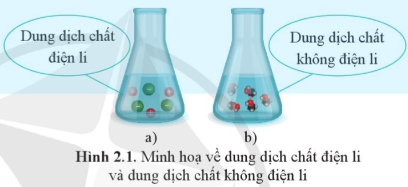 Dung dịch chất
điện li
Dung dịch chất
không điện li
a)
b)
Hình 2.1. Minh hoạ về dung dịch chất điện li
và dung dịch chất không điện li